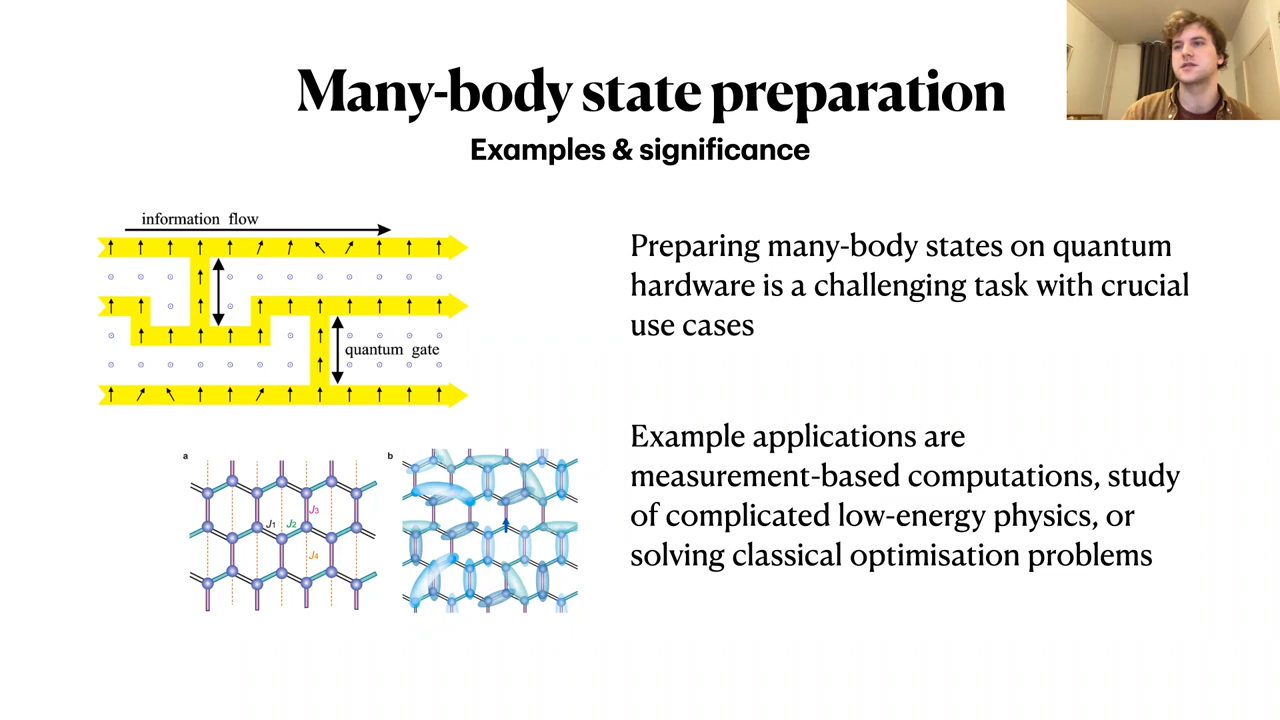 Many-body state preparation
Examples & significance
information flow
quantum gate
a
b
J1
J2
J3
J4
Preparing many-body states on quantum
hardware is a challenging task with crucial
use cases
Example applications are
measurement-based computations, study
of complicated low-energy physics, or
solving classical optimisation problems